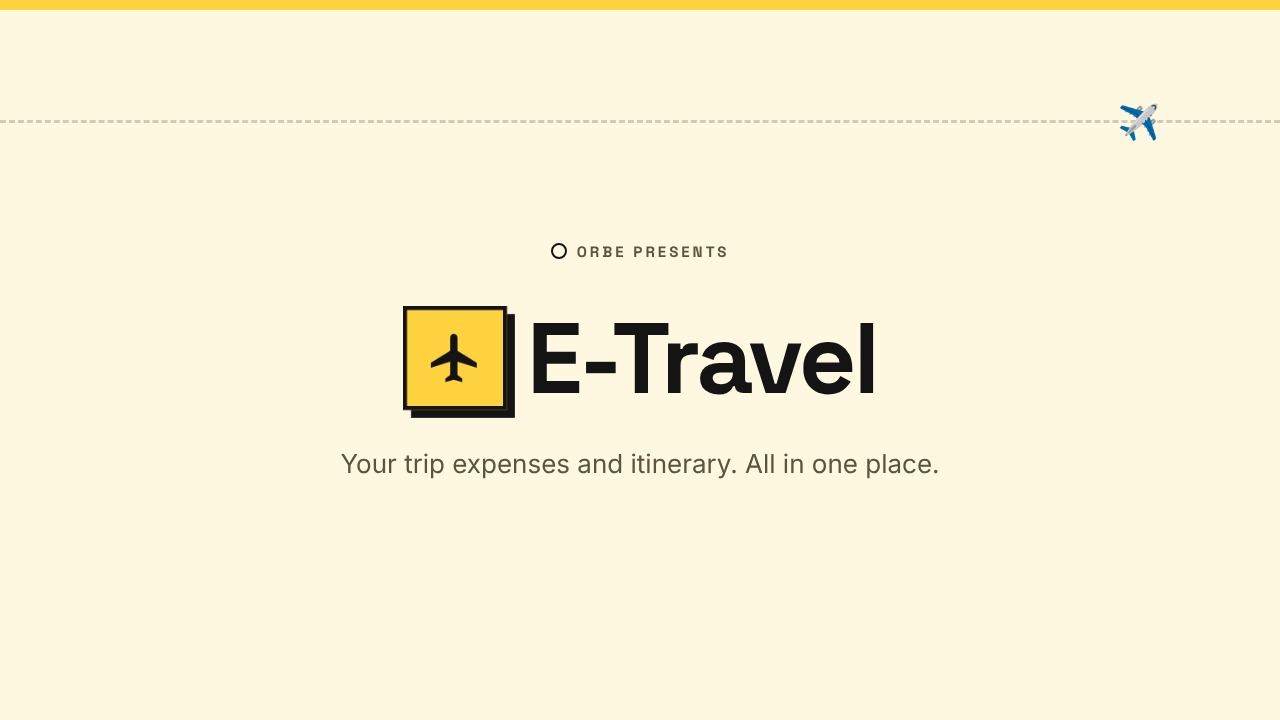 ORBE PRESENTS
E-Travel
Your trip expenses and itinerary. All in one place.